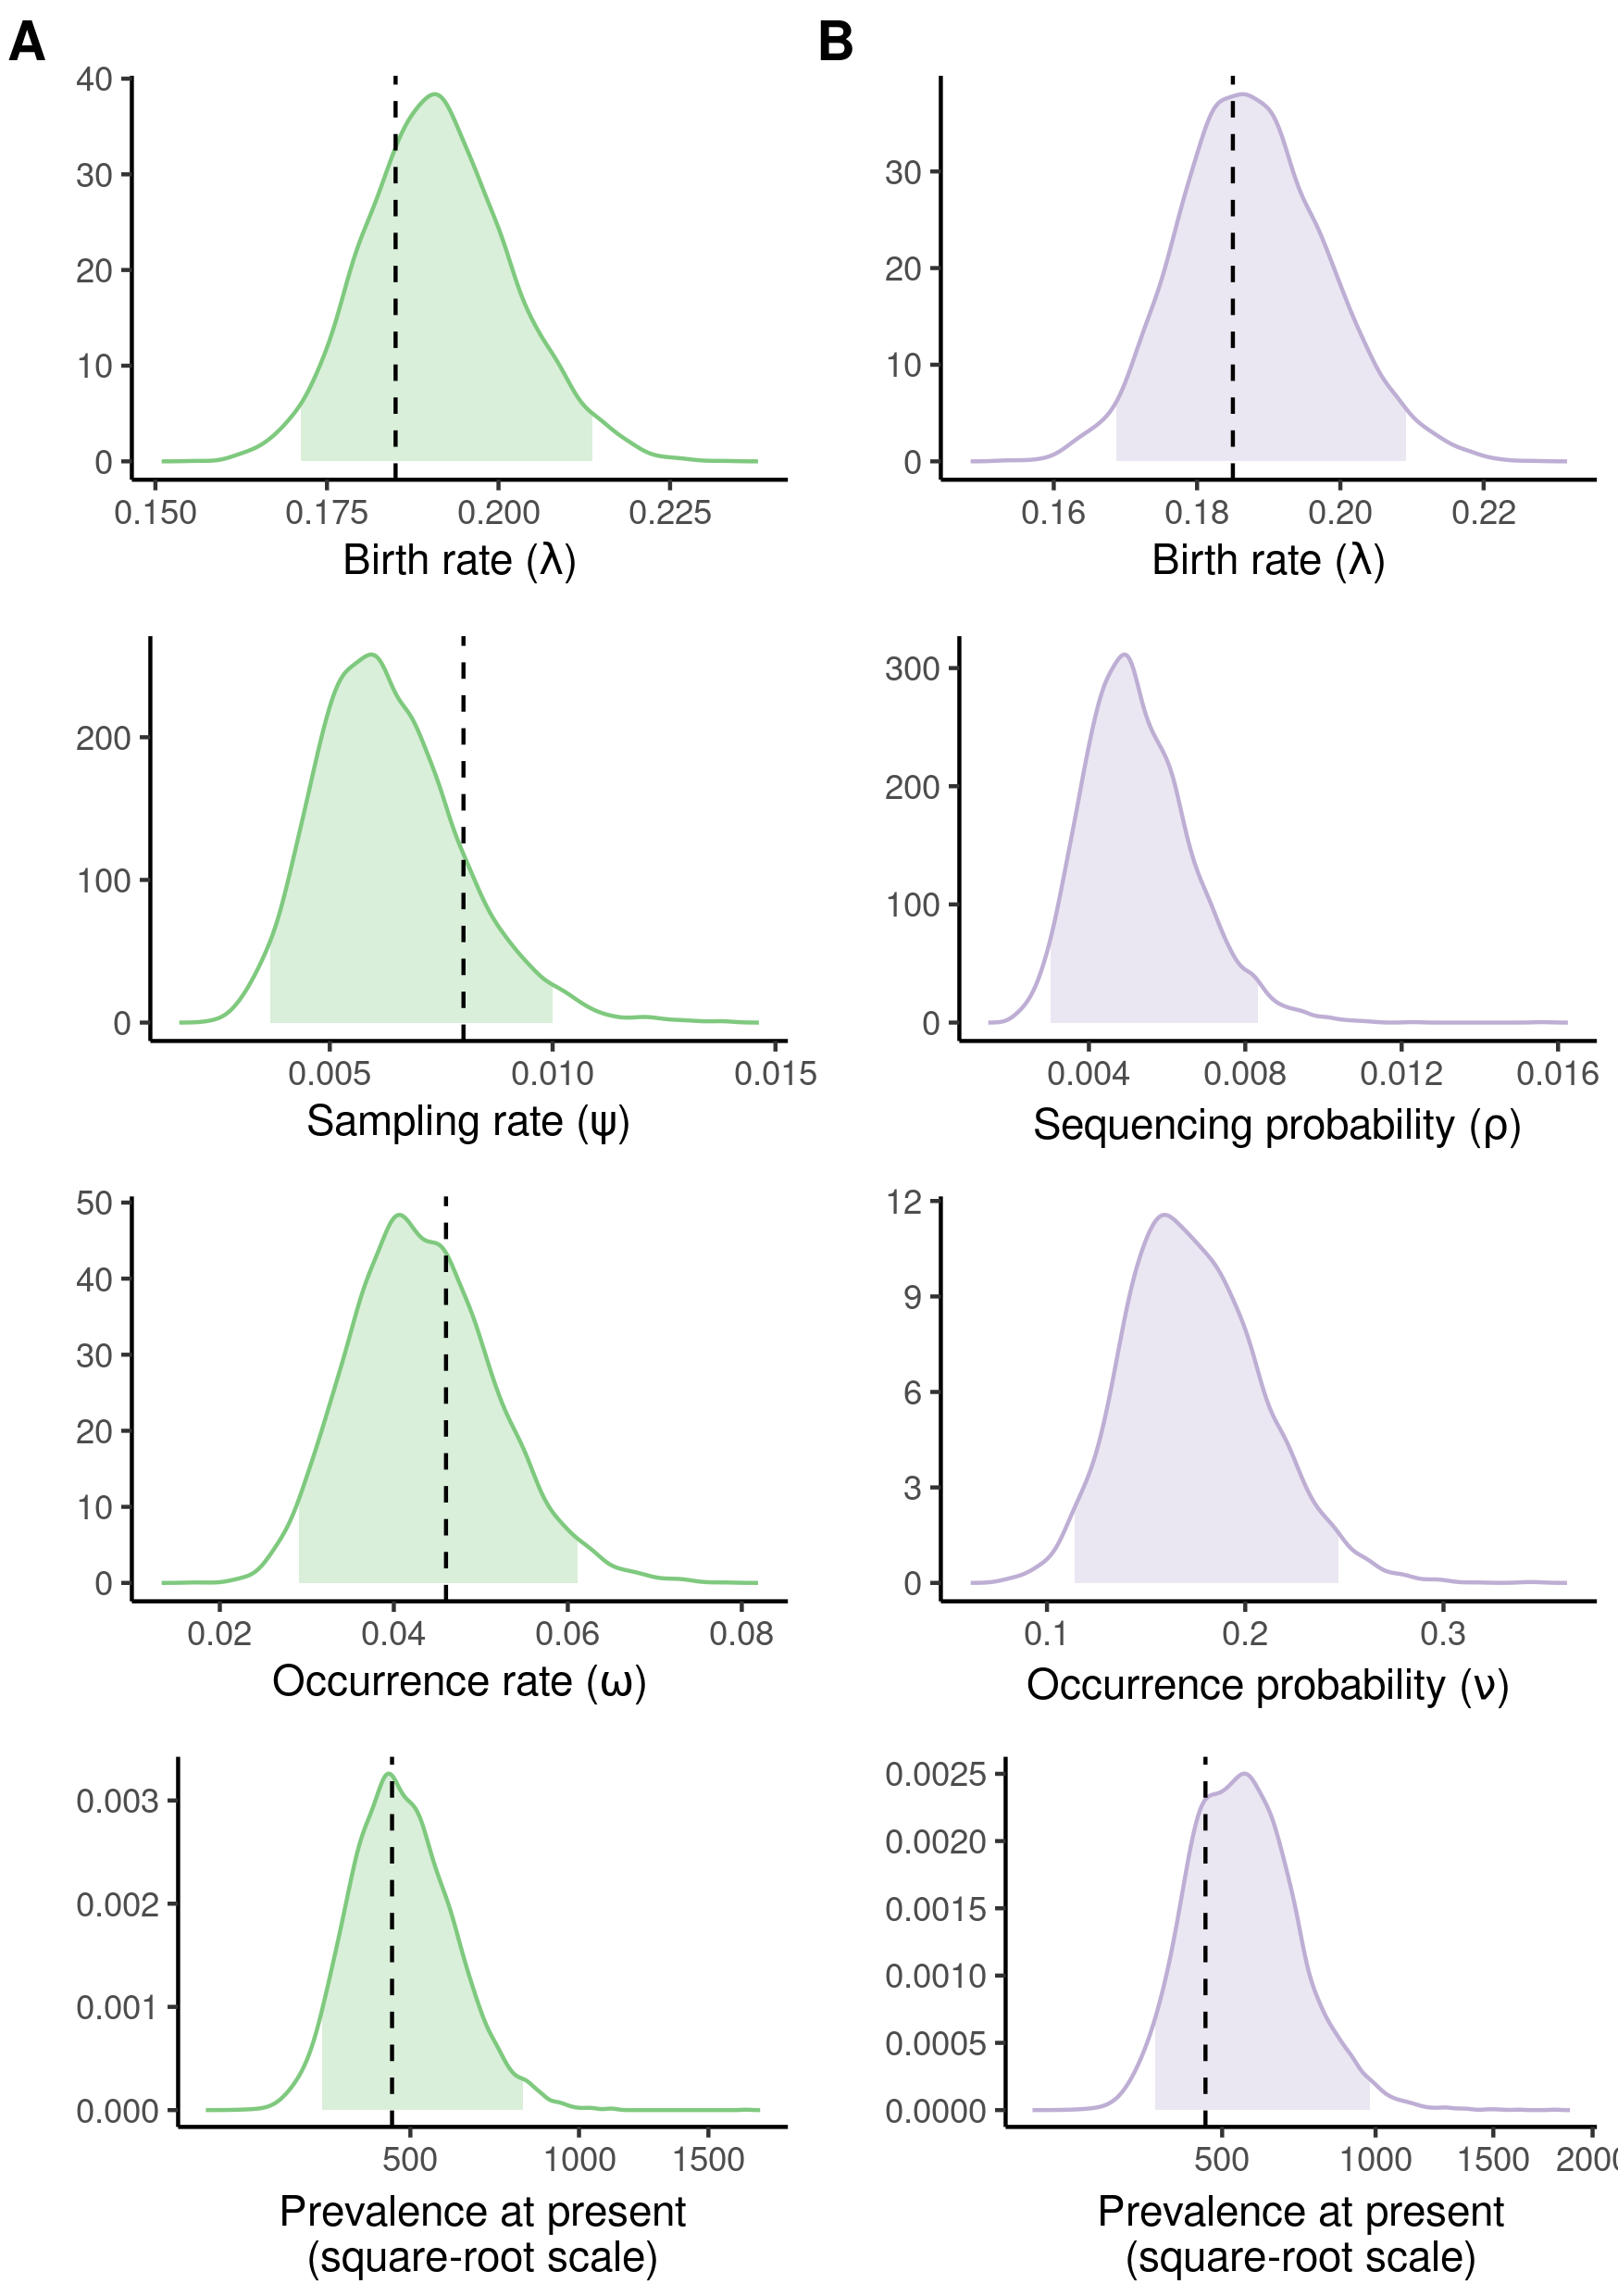 A
B
40
30
20
10
0
0.150 0.175 0.200 0.225
Birth rate (λ)
30
20
10
0
0.16 0.18 0.20 0.22
Birth rate (λ)
200
100
0
0.005 0.010 0.015
Sampling rate (ψ)
300
200
100
0
0.004 0.008 0.012 0.016
Sequencing probability (ρ)
50
40
30
20
10
0
0.02 0.04 0.06 0.08
Occurrence rate (ω)
12
9
6
3
0
0.1 0.2 0.3
Occurrence probability (ν)
0.003
0.002
0.001
0.000
500 1000 1500
Prevalence at present
(square-root scale)
0.0025
0.0020
0.0015
0.0010
0.0005
0.0000
500 1000 1500 2000
Prevalence at present
(square-root scale)